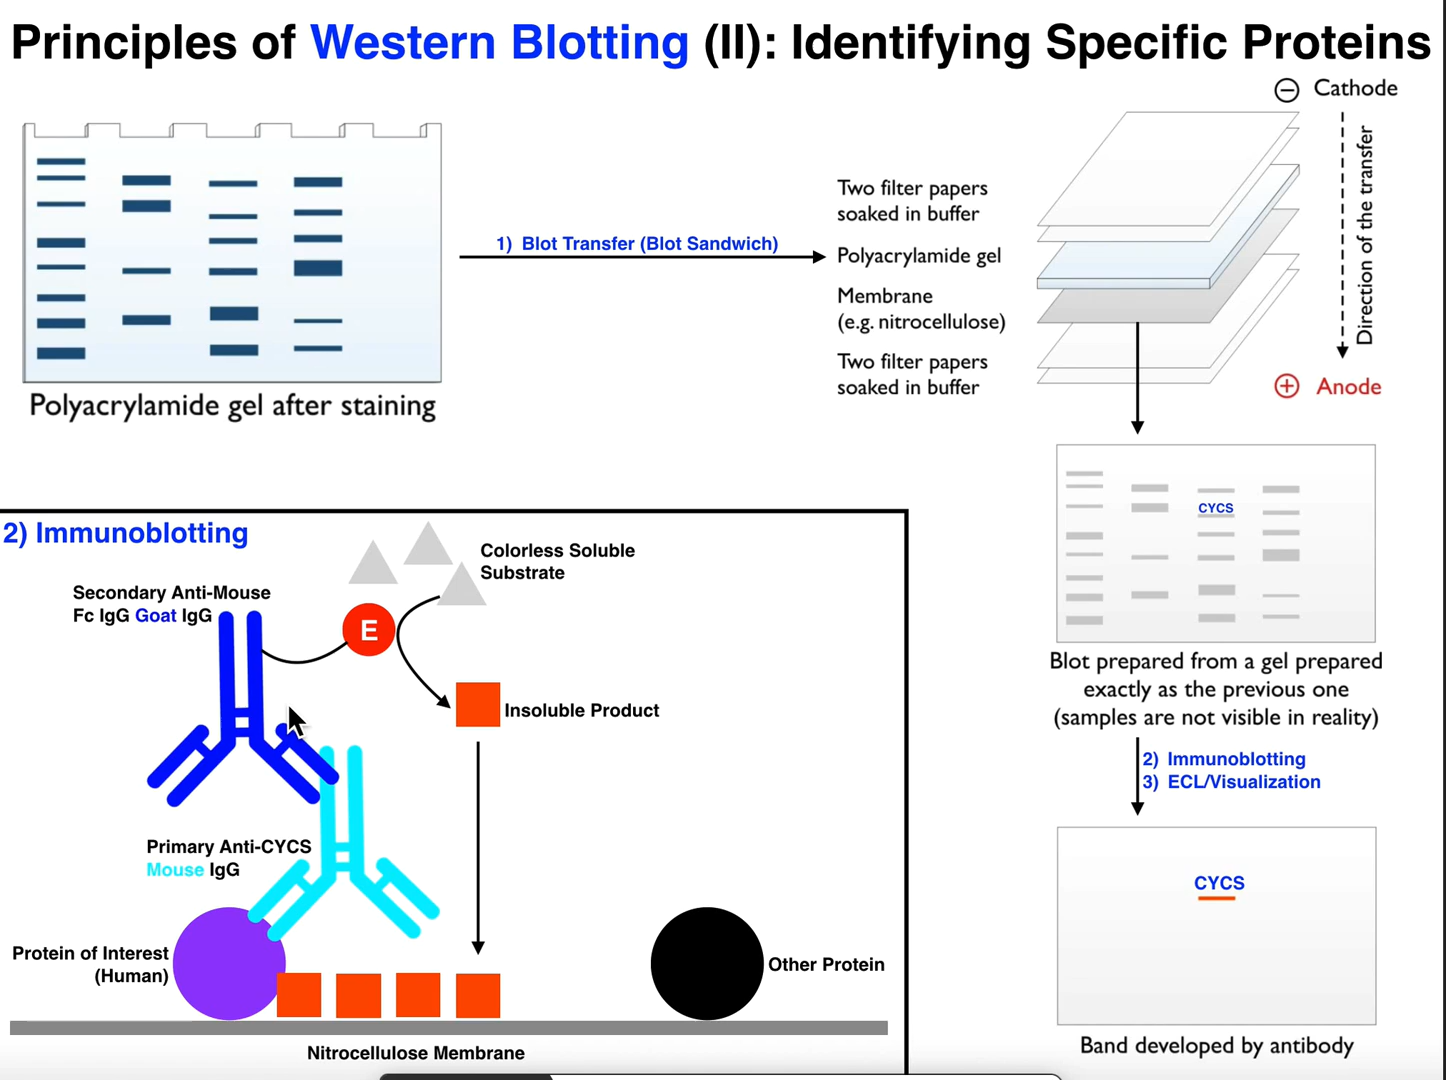 Principles of Western Blotting (II): Identifying Specific Proteins
Polyacrylamide gel after staining
1) Blot Transfer (Blot Sandwich)
Two filter papers
soaked in buffer
Polyacrylamide gel
Membrane
(e.g. nitrocellulose)
Two filter papers
soaked in buffer
− Cathode
Direction of the transfer
+ Anode
CYCS
Blot prepared from a gel prepared
exactly as the previous one
(samples are not visible in reality)
2) Immunoblotting
3) ECL/Visualization
CYCS
Band developed by antibody
2) Immunoblotting
Colorless Soluble
Substrate
Secondary Anti-Mouse
Fc IgG Goat IgG
E
Insoluble Product
Primary Anti-CYCS
Mouse IgG
Protein of Interest
(Human)
Other Protein
Nitrocellulose Membrane